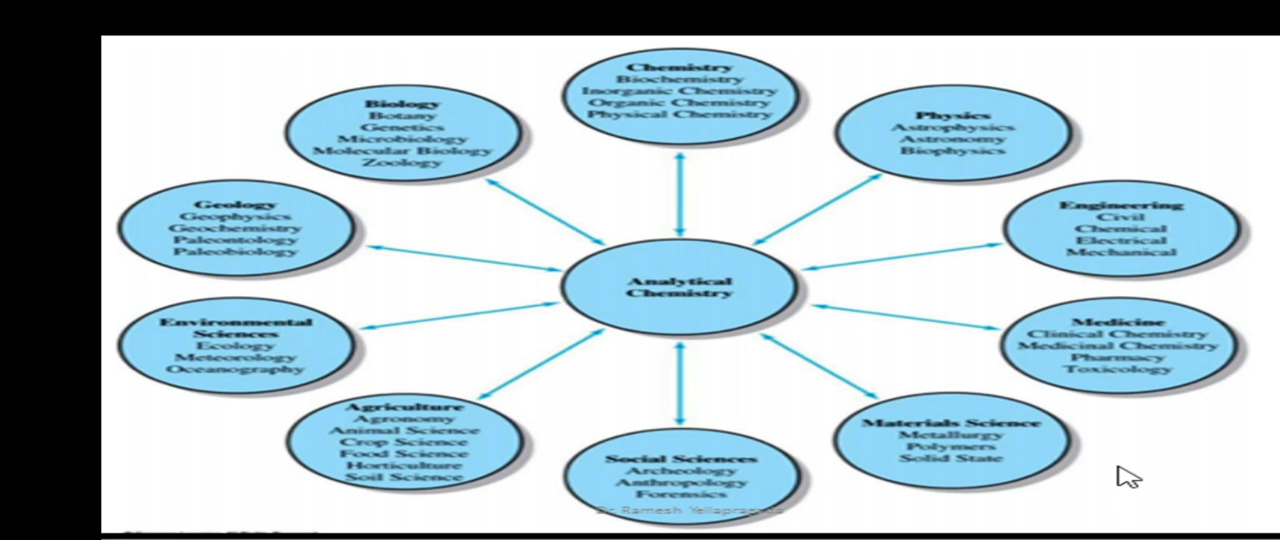 Chemistry
Biochemistry
Inorganic Chemistry
Organic Chemistry
Physical Chemistry
Biology
Botany
Genetics
Microbiology
Molecular Biology
Zoology
Physics
Astrophysics
Astronomy
Biophysics
Geology
Geophysics
Geochemistry
Paleontology
Paleobiology
Engineering
Civil
Chemical
Electrical
Mechanical
Analytical
Chemistry
Environmental
Sciences
Ecology
Meteorology
Oceanography
Medicine
Clinical Chemistry
Medicinal Chemistry
Pharmacy
Toxicology
Agriculture
Agronomy
Animal Science
Crop Science
Food Science
Horticulture
Soil Science
Social Sciences
Archeology
Anthropology
Forensics
Materials Science
Metallurgy
Polymers
Solid State
Dr Ramesh